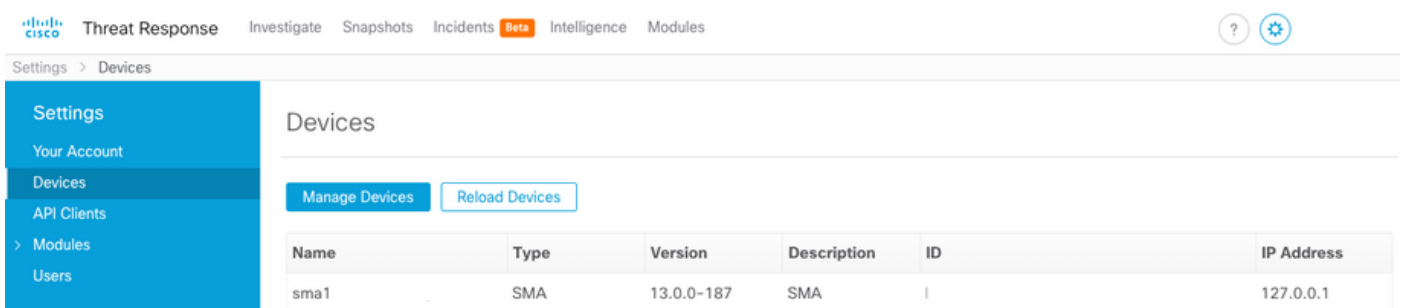 cisco Threat Response Investigate Snapshots Incidents Beta Intelligence Modules ?
Settings > Devices
Settings
Your Account
Devices
API Clients
> Modules
Users
Devices
Manage Devices Reload Devices
Name Type Version Description ID IP Address
sma1 SMA 13.0.0-187 SMA 127.0.0.1